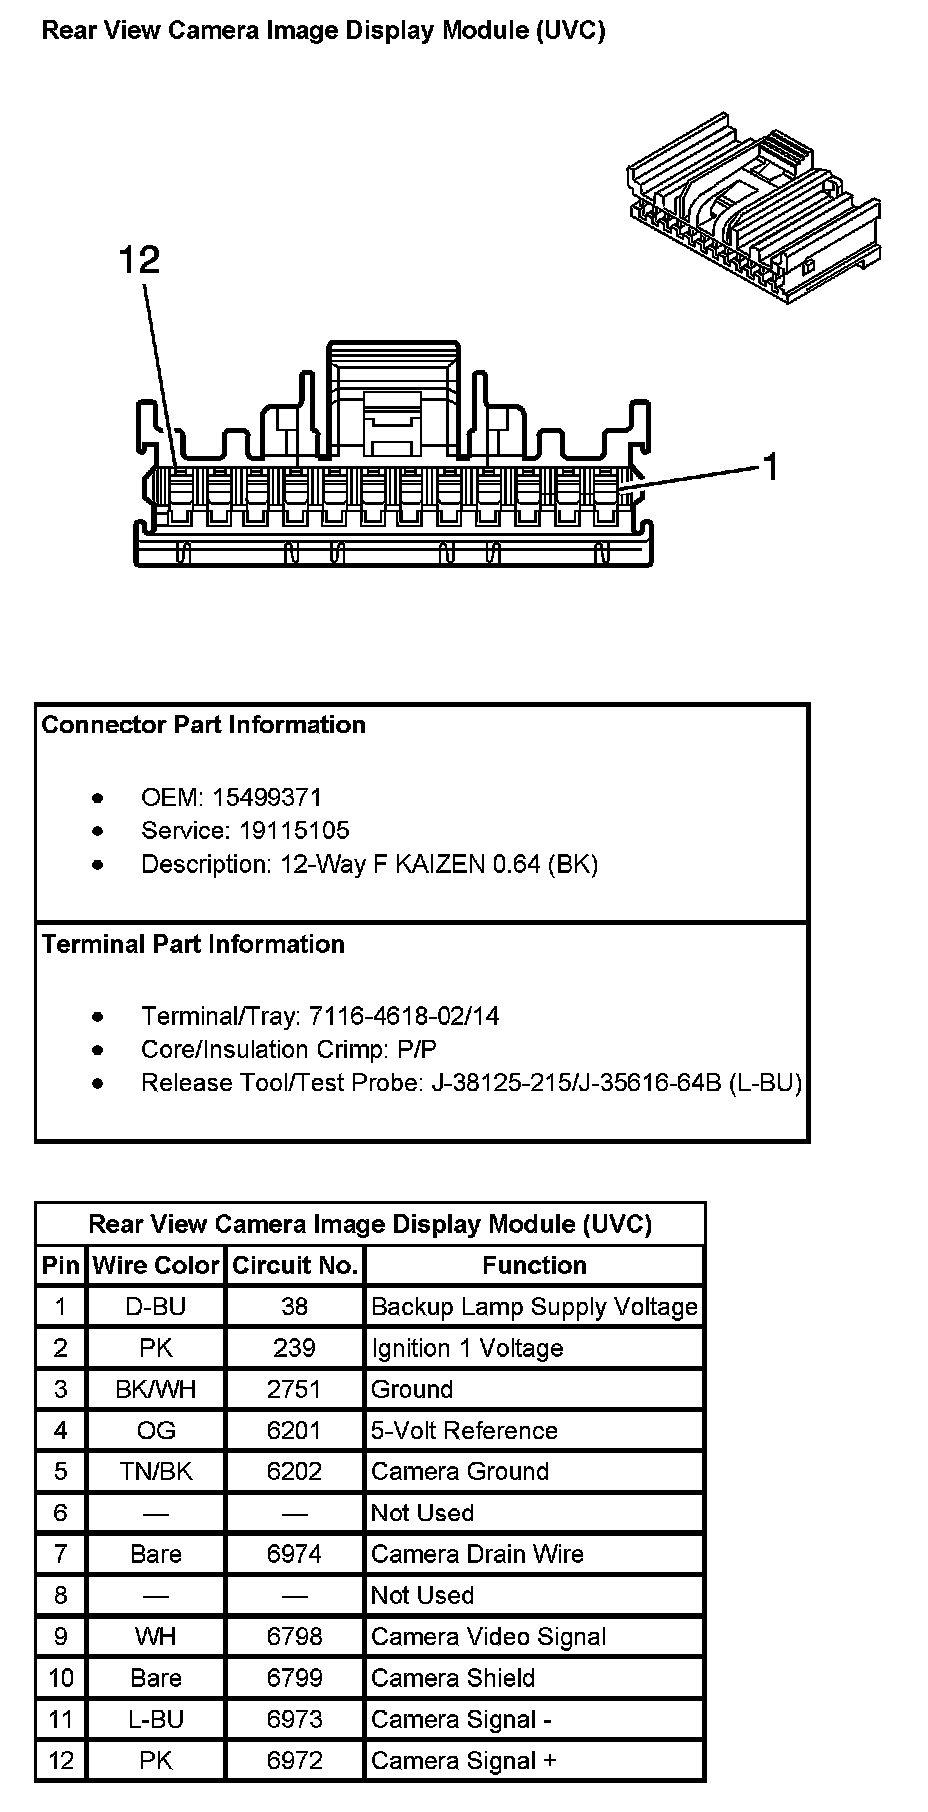 Rear View Camera Image Display Module (UVC)
12
1
Connector Part Information
• OEM: 15499371
• Service: 19115105
• Description: 12-Way F KAIZEN 0.64 (BK)
Terminal Part Information
• Terminal/Tray: 7116-4618-02/14
• Core/Insulation Crimp: P/P
• Release Tool/Test Probe: J-38125-215/J-35616-64B (L-BU)
Rear View Camera Image Display Module (UVC)
Pin Wire Color Circuit No. Function
1 D-BU 38 Backup Lamp Supply Voltage
2 PK 239 Ignition 1 Voltage
3 BK/WH 2751 Ground
4 OG 6201 5-Volt Reference
5 TN/BK 6202 Camera Ground
6 — — Not Used
7 Bare 6974 Camera Drain Wire
8 — — Not Used
9 WH 6798 Camera Video Signal
10 Bare 6799 Camera Shield
11 L-BU 6973 Camera Signal -
12 PK 6972 Camera Signal +